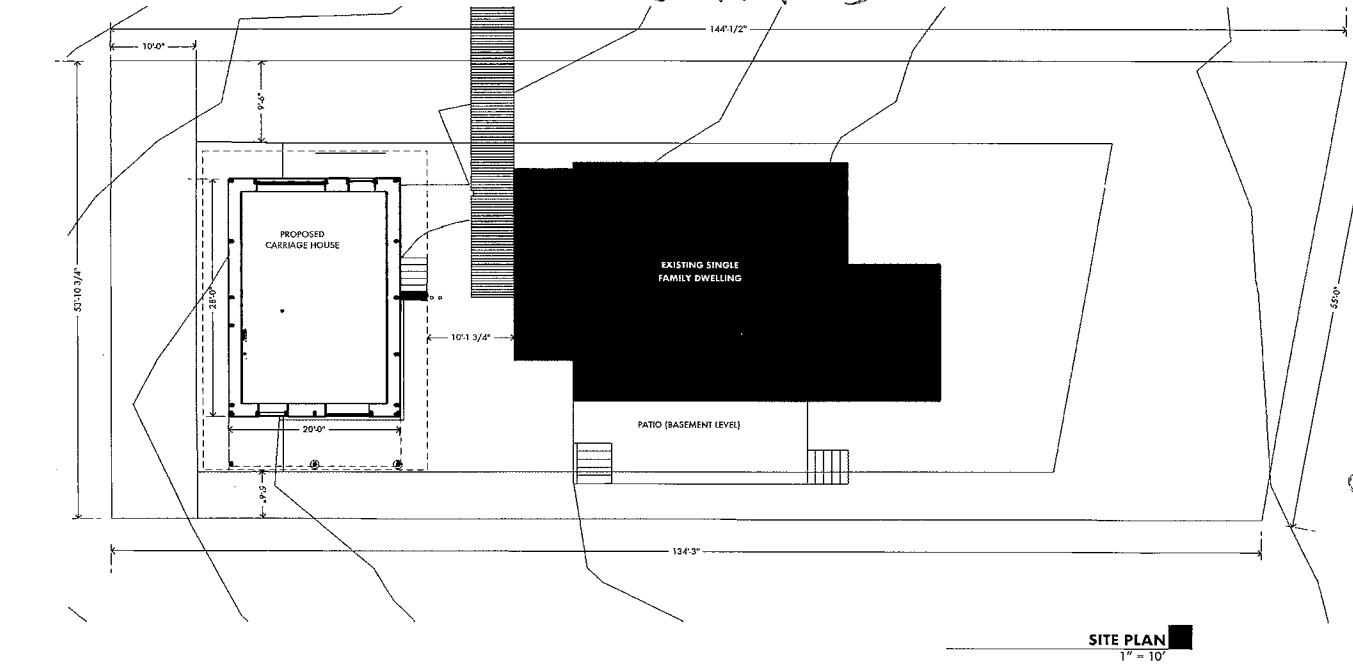 144'-1/2"
10'-0"
9'-6"
PROPOSED
CARRIAGE HOUSE
EXISTING SINGLE
FAMILY DWELLING
53'-10 3/4"
28'-0"
55'-0"
10'-1 3/4"
PATIO (BASEMENT LEVEL)
20'-0"
9'-6"
134'-3"
SITE PLAN
1" = 10'